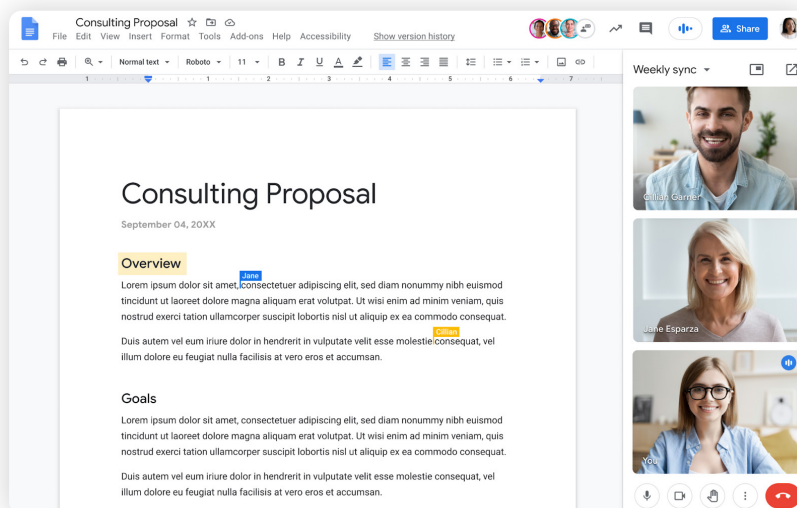 Consulting Proposal
File Edit View Insert Format Tools Add-ons Help Accessibility Show version history
Share
Normal text Roboto 11 B I U A
1 1 2 3 4 5 6 7
Weekly sync
Cillian Garner
Jane Esparza
You
Consulting Proposal
September 04, 20XX
Overview
Jane
Lorem ipsum dolor sit amet, consectetuer adipiscing elit, sed diam nonummy nibh euismod
tincidunt ut laoreet dolore magna aliquam erat volutpat. Ut wisi enim ad minim veniam, quis
nostrud exerci tation ullamcorper suscipit lobortis nisl ut aliquip ex ea commodo consequat.
Cillian
Duis autem vel eum iriure dolor in hendrerit in vulputate velit esse molestie consequat, vel
illum dolore eu feugiat nulla facilisis at vero eros et accumsan.
Goals
Lorem ipsum dolor sit amet, consectetuer adipiscing elit, sed diam nonummy nibh euismod
tincidunt ut laoreet dolore magna aliquam erat volutpat. Ut wisi enim ad minim veniam, quis
nostrud exerci tation ullamcorper suscipit lobortis nisl ut aliquip ex ea commodo consequat.
Duis autem vel eum iriure dolor in hendrerit in vulputate velit esse molestie consequat, vel
illum dolore eu feugiat nulla facilisis at vero eros et accumsan.